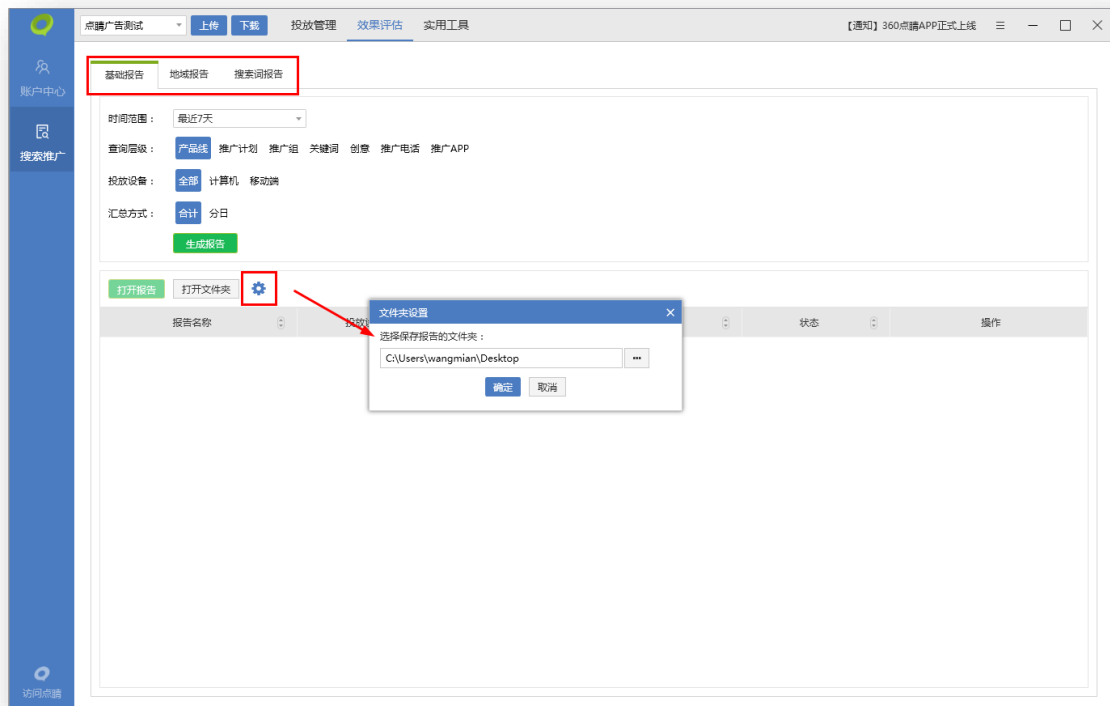 点睛广告测试 上传 下载 投放管理 效果评估 实用工具 【通知】360点睛APP正式上线
账户中心
搜索推广
基础报告 地域报告 搜索词报告
时间范围： 最近7天
查询层级： 产品线 推广计划 推广组 关键词 创意 推广电话 推广APP
投放设备： 全部 计算机 移动端
汇总方式： 合计 分日
生成报告
打开报告 打开文件夹
报告名称 投放 状态 操作
文件夹设置
选择保存报告的文件夹：
C:\Users\wangmian\Desktop ...
确定 取消
访问点睛